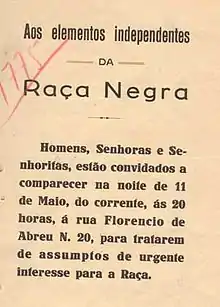 Aos elementos independentes
DA
Raça Negra
1775
Homens, Senhoras e Se-
nhoritas, estão convidados a
comparecer na noite de 11
de Maio, do corrente, ás 20
horas, á rua Florencio de
Abreu N. 20, para tratarem
de assumptos de urgente
interesse para a Raça.